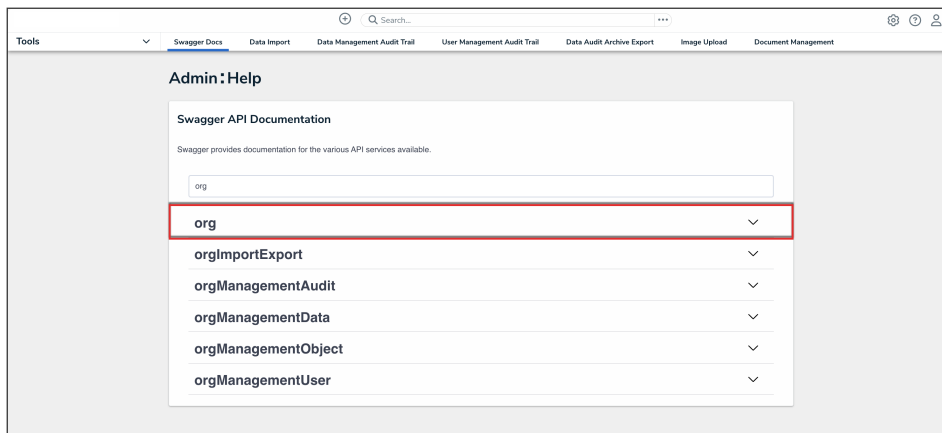 Search...
Tools
Swagger Docs Data Import Data Management Audit Trail User Management Audit Trail Data Audit Archive Export Image Upload Document Management
Admin:Help
Swagger API Documentation
Swagger provides documentation for the various API services available.
org
org
orgImportExport
orgManagementAudit
orgManagementData
orgManagementObject
orgManagementUser